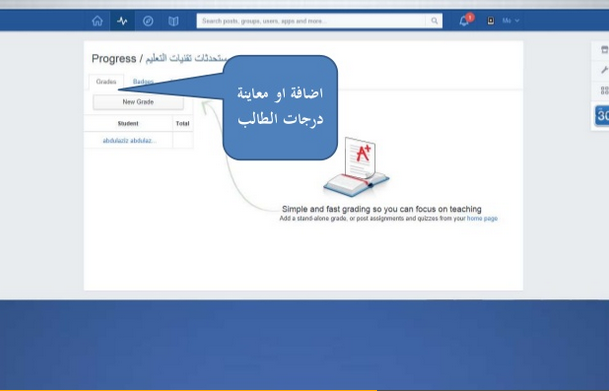 Search posts, groups, users, apps and more...
1
Me
Progress / مستحدثات تقنيات التعليم
Grades
Badges
اضافة او معاينة
درجات الطالب
New Grade
Student Total
abdulaziz abdulaz...
A+
Simple and fast grading so you can focus on teaching
Add a stand-alone grade, or post assignments and quizzes from your home page
30